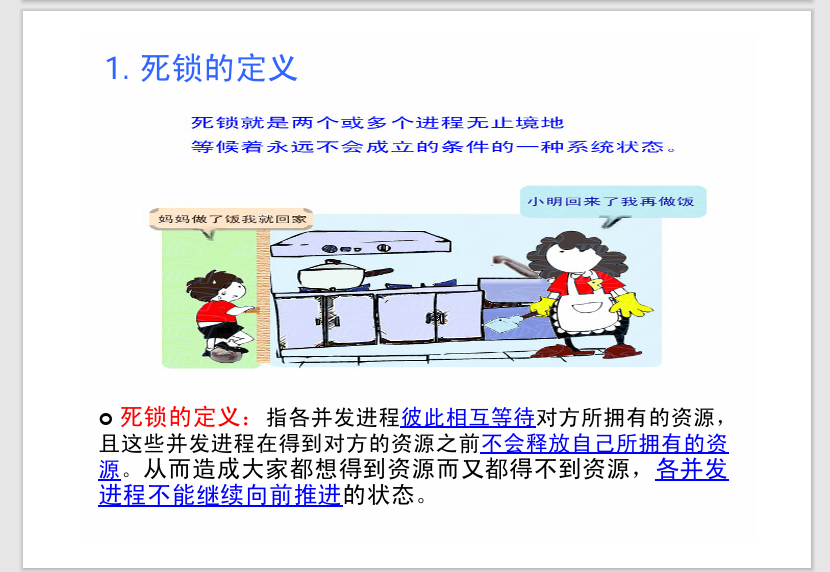 1. 死锁的定义
死锁就是两个或多个进程无止境地
等候着永远不会成立的条件的一种系统状态。
小明回来了我再做饭
妈妈做了饭我就回家
死锁的定义：指各并发进程彼此相互等待对方所拥有的资源，
且这些并发进程在得到对方的资源之前不会释放自己所拥有的资
源。从而造成大家都想得到资源而又都得不到资源，各并发
进程不能继续向前推进的状态。